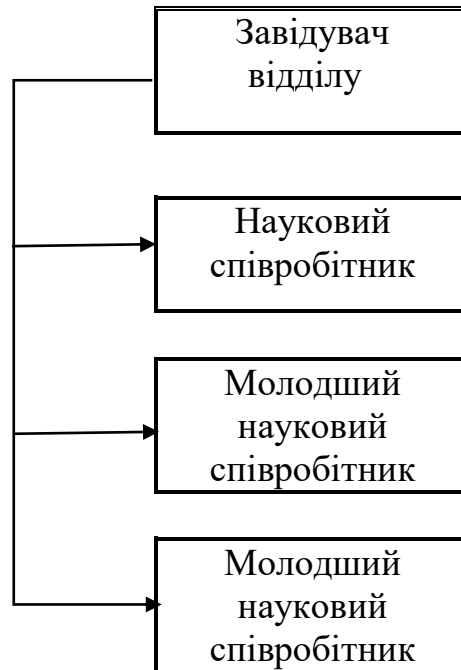 Завідувач
відділу
Науковий
співробітник
Молодший
науковий
співробітник
Молодший
науковий
співробітник